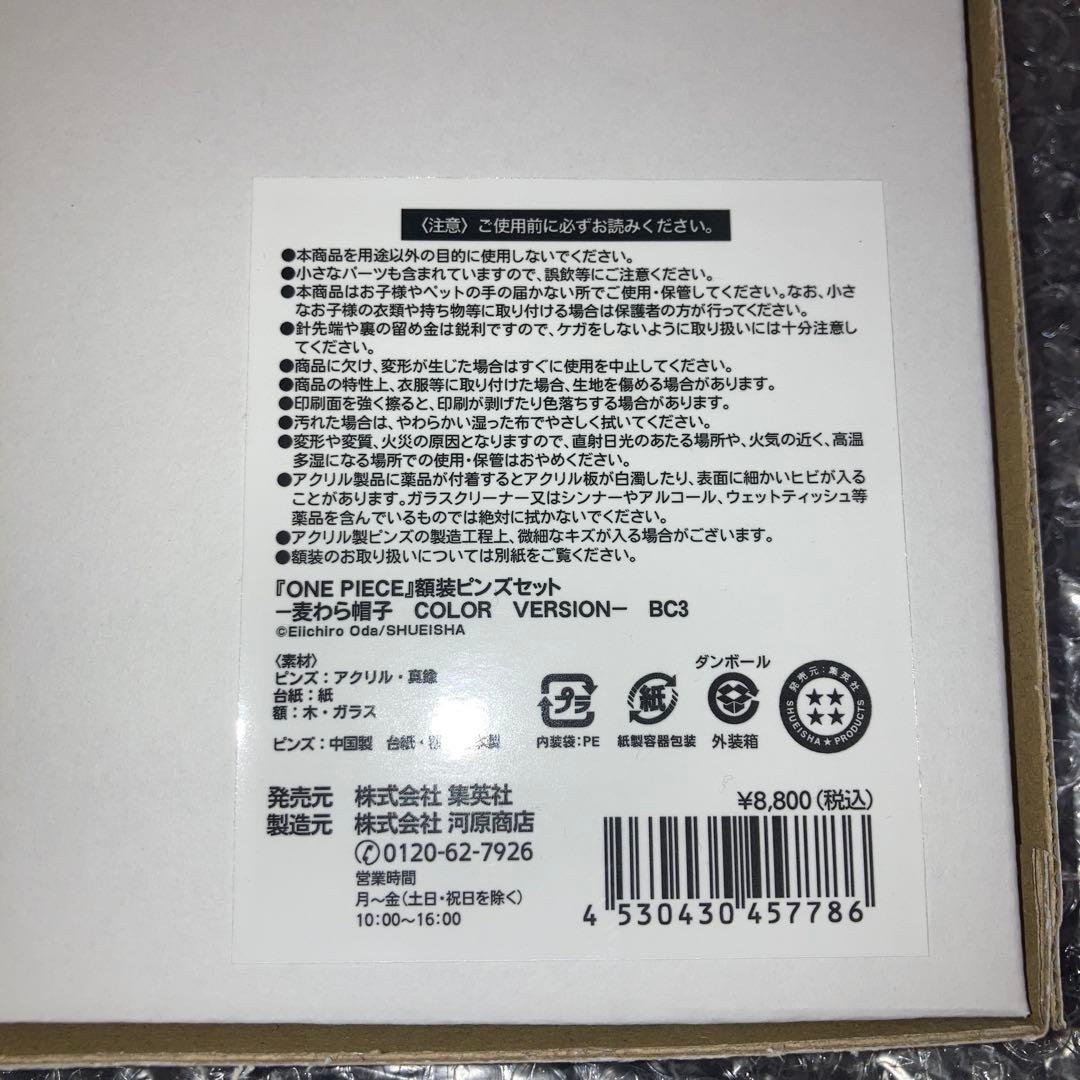 〈注意〉ご使用前に必ずお読みください。
●本商品を用途以外の目的に使用しないでください。
●小さなパーツも含まれていますので、誤飲等にご注意ください。
●本商品はお子様やペットの手の届かない所でご使用・保管してください。なお、小さ
なお子様の衣類や持ち物等に取り付ける場合は保護者の方が行ってください。
●針先端や裏の留め金は鋭利ですので、ケガをしないように取り扱いには十分注意し
てください。
●商品に欠け、変形が生じた場合はすぐに使用を中止してください。
●商品の特性上、衣服等に取り付けた場合、生地を傷める場合があります。
●印刷面を強く擦ると、印刷が剥げたり色落ちする場合があります。
●汚れた場合は、やわらかい湿った布でやさしく拭いてください。
●変形や変質、火災の原因となりますので、直射日光のあたる場所や、火気の近く、高温
多湿になる場所での使用・保管はおやめください。
●アクリル製品に薬品が付着するとアクリル板が白濁したり、表面に細かいヒビが入る
ことがあります。ガラスクリーナー又はシンナーやアルコール、ウェットティッシュ等
薬品を含んでいるものでは絶対に拭かないでください。
●アクリル製ピンズの製造工程上、微細なキズが入る場合がございます。
●額装のお取り扱いについては別紙をご覧ください。
『ONE PIECE』額装ピンズセット
ー麦わら帽子 COLOR VERSIONー BC3
©Eiichiro Oda/SHUEISHA
〈素材〉
ピンズ：アクリル・真鍮
台紙：紙
額：木・ガラス
ピンズ：中国製 台紙・
プラ
内装袋：PE
紙
紙製容器包装
ダンボール
外装箱
発売元：集英社
SHUEISHA★PRODUCTS
発売元 株式会社 集英社
製造元 株式会社 河原商店
0120-62-7926
営業時間
月〜金（土日・祝日を除く）
10：00〜16：00
¥8,800（税込）
4 530430 457786